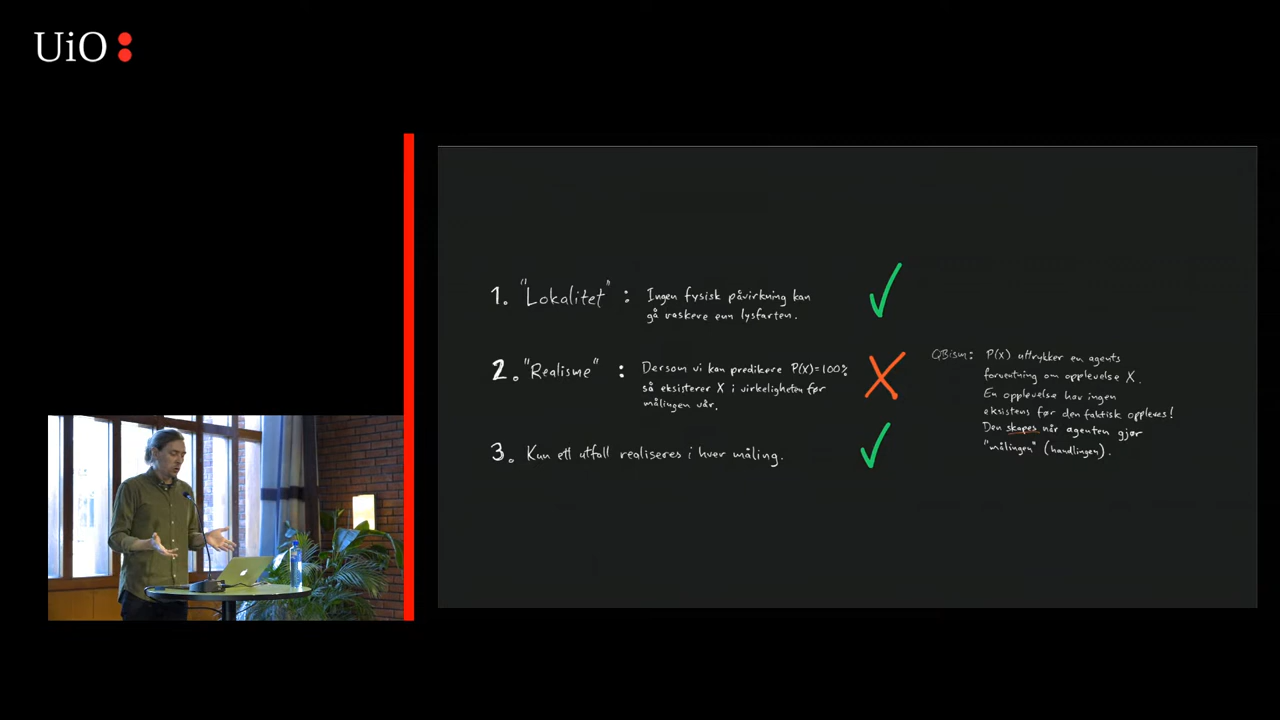 UiO
1. "Lokalitet" : Ingen fysisk påvirkning kan
gå raskere enn lysfarten.
2. "Realisme" : Dersom vi kan predikere P(X)=100%
så eksisterer X i virkeligheten før
målingen vår.
3. Kun ett utfall realiseres i hver måling.
QBism: P(X) uttrykker en agents
forventning om opplevelse X.
En opplevelse har ingen
eksistens før den faktisk oppleves!
Den skapes når agenten gjør
"målingen" (handlingen).